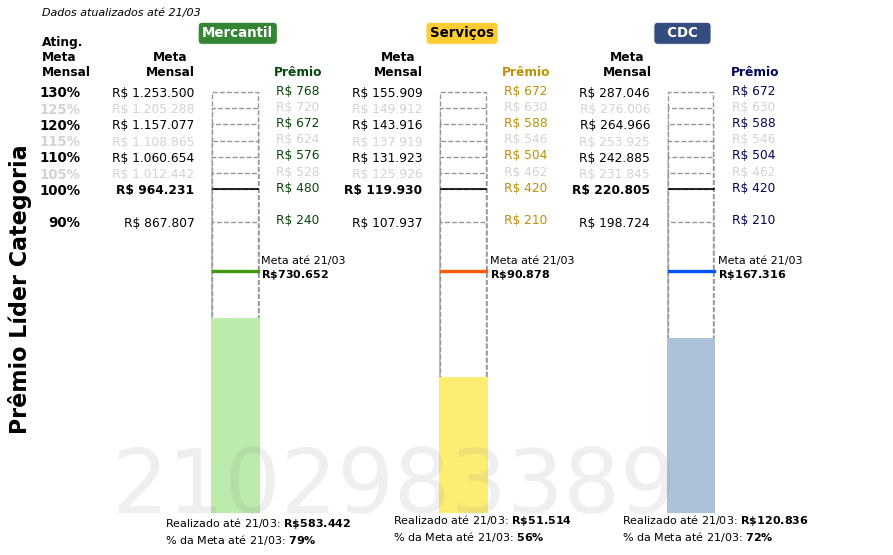 Dados atualizados até 21/03
Mercantil
Serviços
CDC
Ating.
Meta
Mensal
Meta
Mensal
Prêmio
Meta
Mensal
Prêmio
Meta
Mensal
Prêmio
130% R$ 1.253.500 R$ 768 R$ 155.909 R$ 672 R$ 287.046 R$ 672
125% R$ 1.205.288 R$ 720 R$ 149.912 R$ 630 R$ 276.006 R$ 630
120% R$ 1.157.077 R$ 672 R$ 143.916 R$ 588 R$ 264.966 R$ 588
115% R$ 1.108.865 R$ 624 R$ 137.919 R$ 546 R$ 253.925 R$ 546
110% R$ 1.060.654 R$ 576 R$ 131.923 R$ 504 R$ 242.885 R$ 504
105% R$ 1.012.442 R$ 528 R$ 125.926 R$ 462 R$ 231.845 R$ 462
100% R$ 964.231 R$ 480 R$ 119.930 R$ 420 R$ 220.805 R$ 420
90% R$ 867.807 R$ 240 R$ 107.937 R$ 210 R$ 198.724 R$ 210
Prêmio Líder Categoria
Meta até 21/03
R$730.652
Meta até 21/03
R$90.878
Meta até 21/03
R$167.316
2102983389
Realizado até 21/03: R$583.442
% da Meta até 21/03: 79%
Realizado até 21/03: R$51.514
% da Meta até 21/03: 56%
Realizado até 21/03: R$120.836
% da Meta até 21/03: 72%